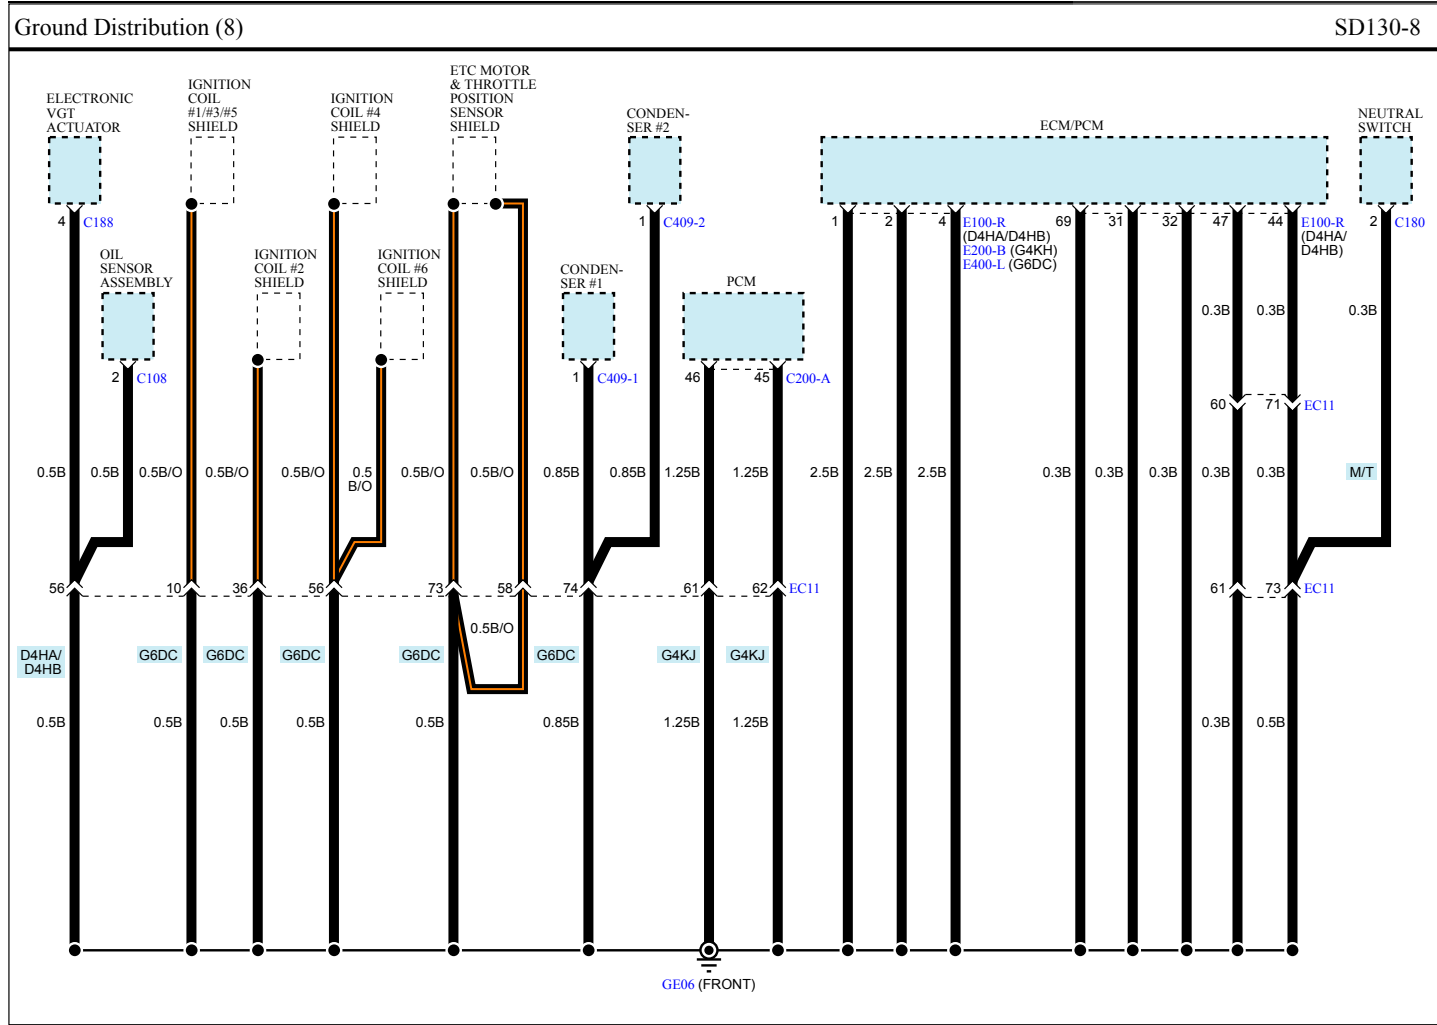 Ground Distribution (8)
SD130-8
ELECTRONIC
VGT
ACTUATOR
IGNITION
COIL
#1/#3/#5
SHIELD
IGNITION
COIL #4
SHIELD
ETC MOTOR
& THROTTLE
POSITION
SENSOR
SHIELD
CONDEN-
SER #2
ECM/PCM
NEUTRAL
SWITCH
4 C188
1 C409-2
1
2
4 E100-R
(D4HA/D4HB)
E200-B (G4KH)
E400-L (G6DC)
69
31
32
47
44 E100-R
(D4HA/
D4HB)
2 C180
OIL
SENSOR
ASSEMBLY
IGNITION
COIL #2
SHIELD
IGNITION
COIL #6
SHIELD
CONDEN-
SER #1
PCM
0.3B
0.3B
0.3B
2 C108
1 C409-1
46
45 C200-A
60
71 EC11
0.5B
0.5B
0.5B/O
0.5B/O
0.5B/O
0.5
B/O
0.5B/O
0.5B/O
0.85B
0.85B
1.25B
1.25B
2.5B
2.5B
2.5B
0.3B
0.3B
0.3B
0.3B
0.3B
M/T
56
10
36
56
73
58
74
61
62 EC11
61
73 EC11
0.5B/O
D4HA/
D4HB
G6DC
G6DC
G6DC
G6DC
G6DC
G4KJ
G4KJ
0.5B
0.5B
0.5B
0.5B
0.5B
0.85B
1.25B
1.25B
0.3B
0.5B
GE06 (FRONT)